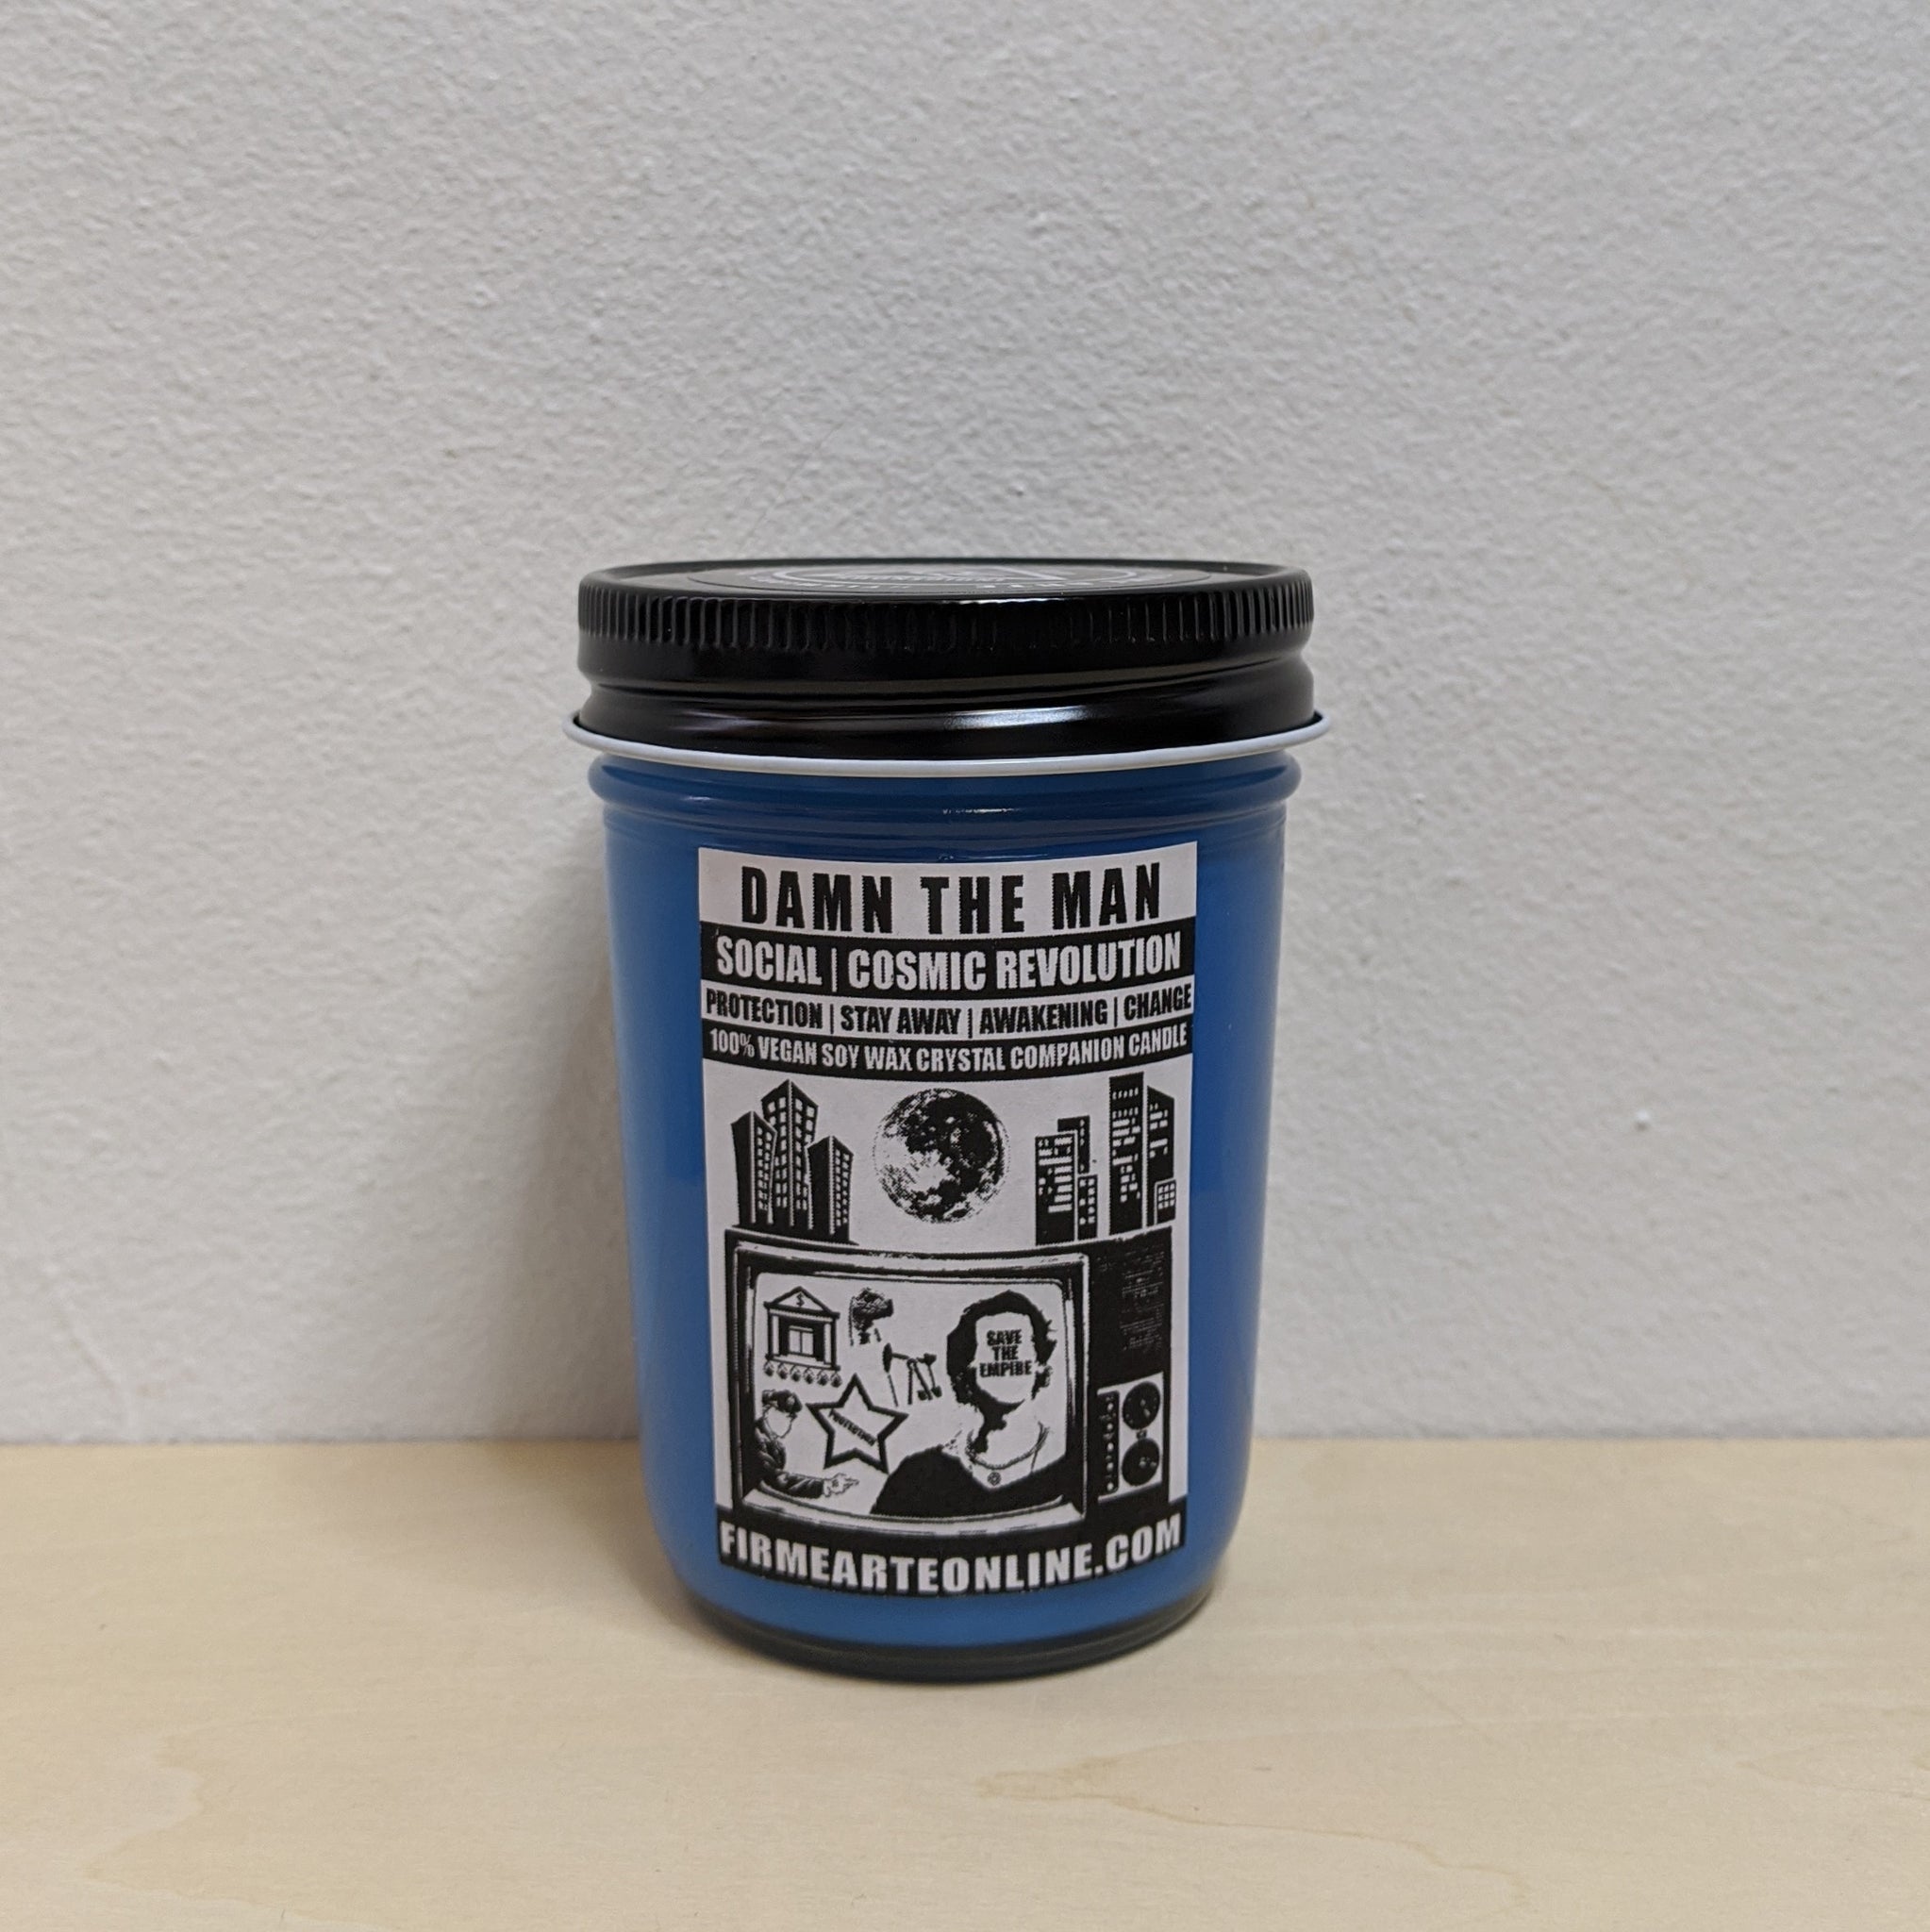 DAMN THE MAN
SOCIAL | COSMIC REVOLUTION
PROTECTION | STAY AWAY | AWAKENING | CHANGE
100% VEGAN SOY WAX CRYSTAL COMPANION CANDLE
$
SAVE
THE
EMPIRE
FIRMEARTEONLINE.COM